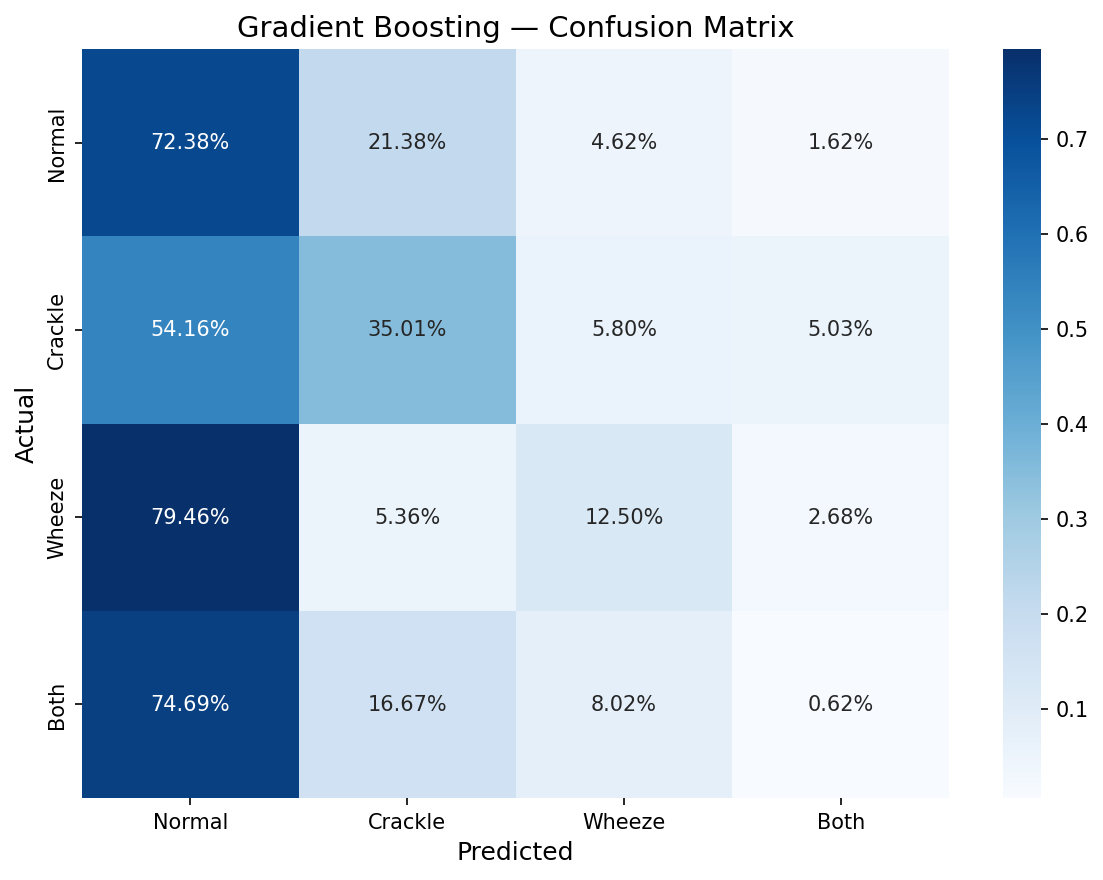 Gradient Boosting — Confusion Matrix
Actual
Normal
72.38% 21.38% 4.62% 1.62%
Crackle
54.16% 35.01% 5.80% 5.03%
Wheeze
79.46% 5.36% 12.50% 2.68%
Both
74.69% 16.67% 8.02% 0.62%
Normal Crackle Wheeze Both
Predicted
0.7
0.6
0.5
0.4
0.3
0.2
0.1